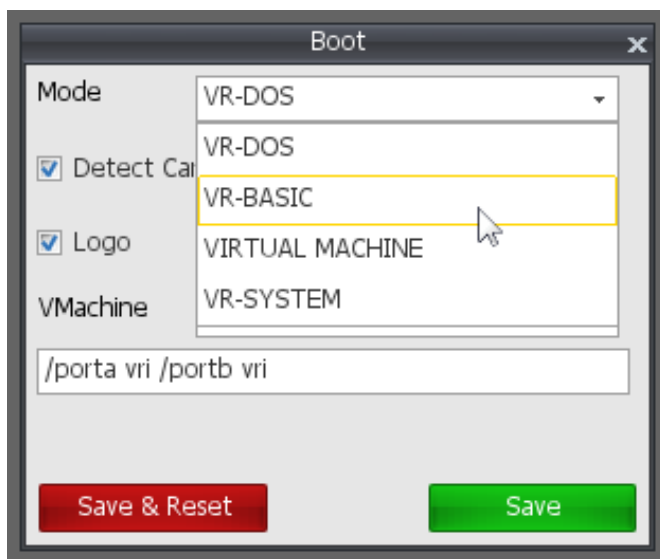 Boot
Mode
VR-DOS
VR-DOS
Detect Car
VR-BASIC
Logo
VIRTUAL MACHINE
VR-SYSTEM
VMachine
/porta vri /portb vri
Save & Reset
Save